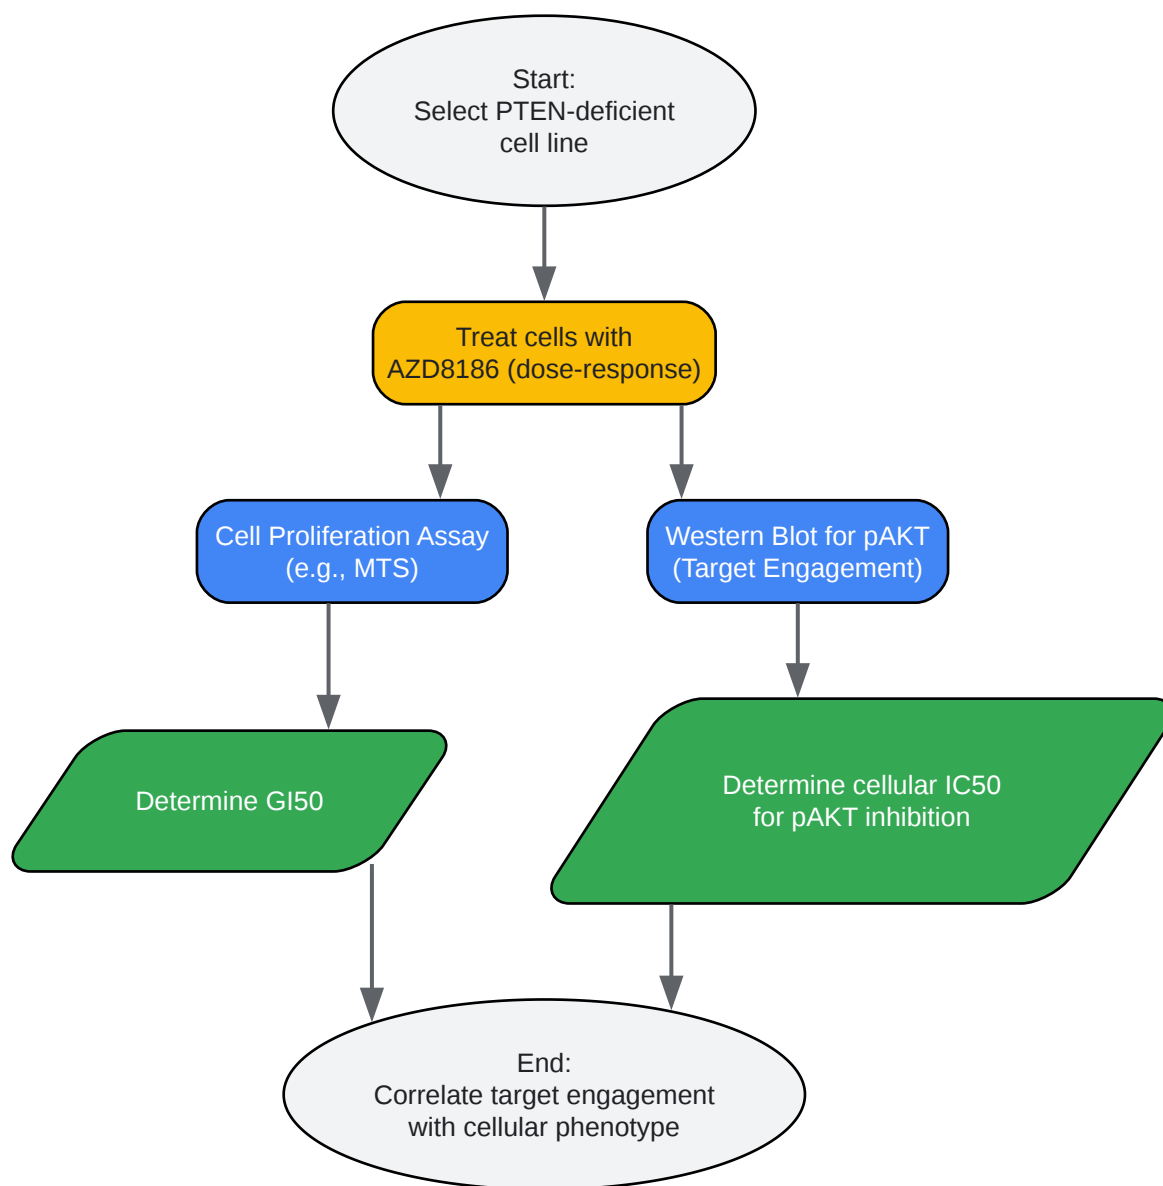 Start:
Select PTEN-deficient
cell line
Treat cells with
AZD8186 (dose-response)
Cell Proliferation Assay
(e.g., MTS)
Western Blot for pAKT
(Target Engagement)
Determine GI50
Determine cellular IC50
for pAKT inhibition
End:
Correlate target engagement
with cellular phenotype